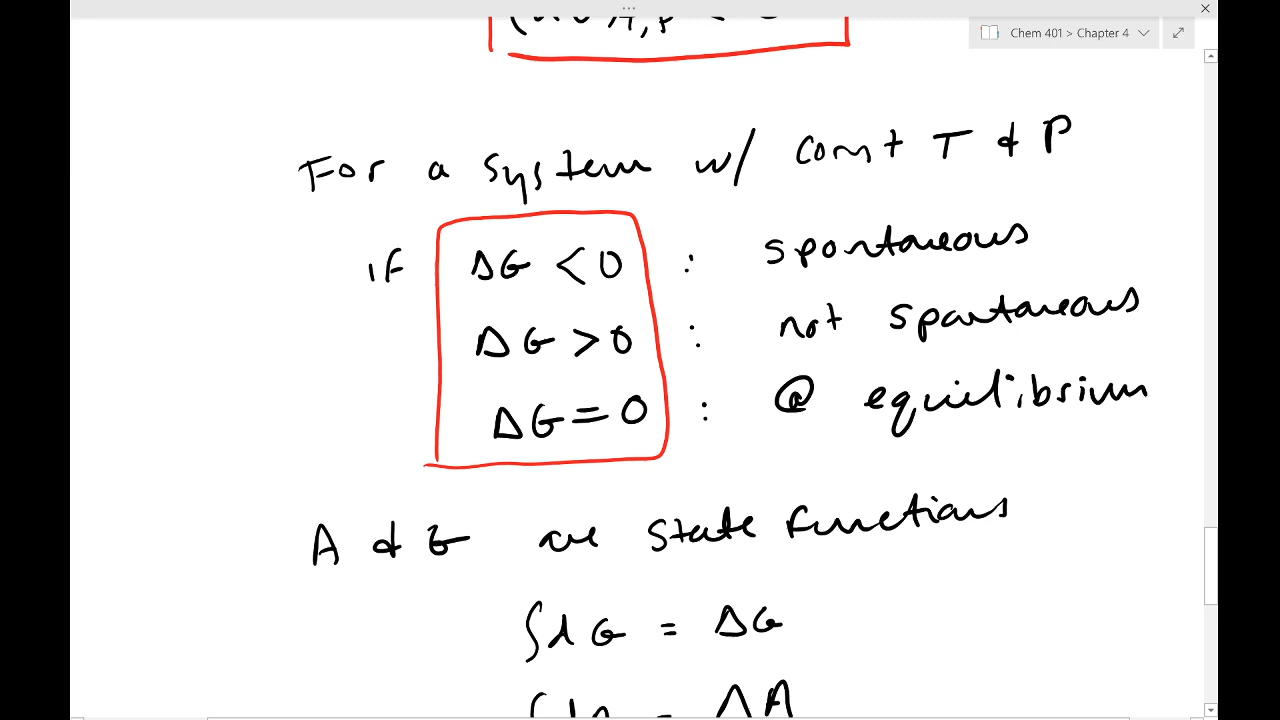 Chem 401 > Chapter 4
For a system w/ const T & P
if ΔG < 0 : spontaneous
ΔG > 0 : not spontaneous
ΔG = 0 : @ equilibrium
A & G are state functions
∫dG = ΔG
= ΔA